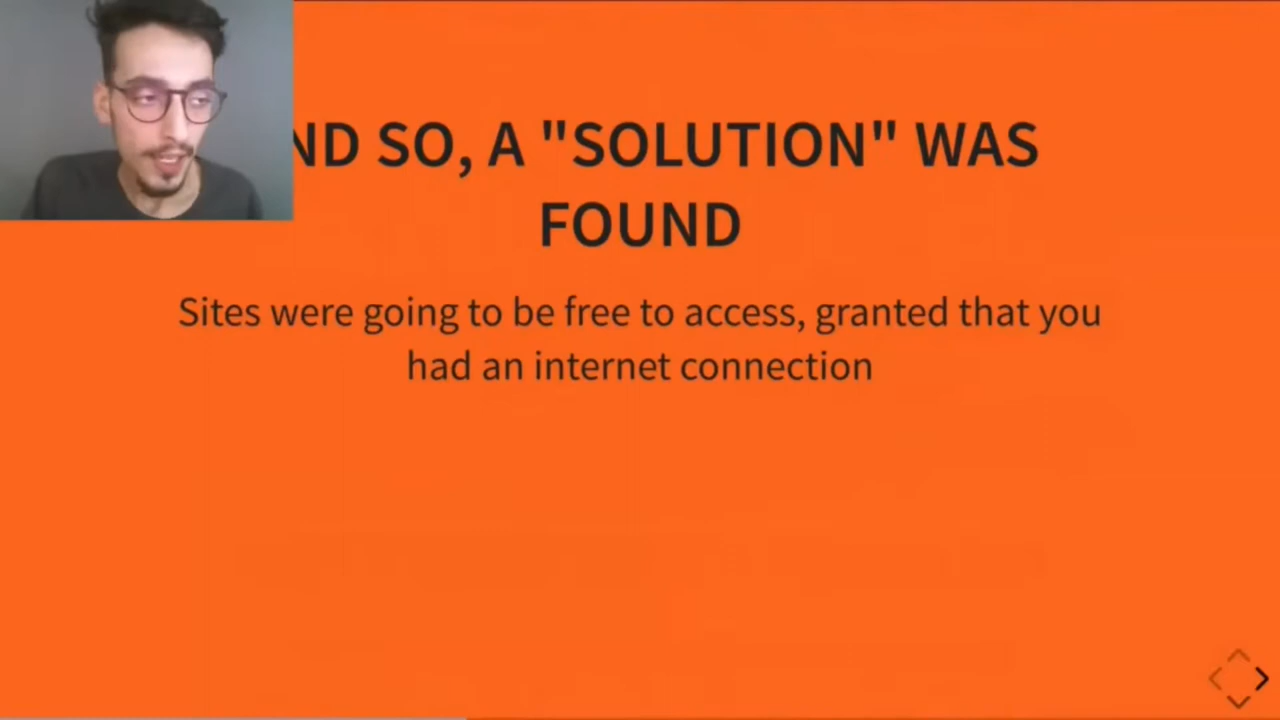 ND SO, A "SOLUTION" WAS
FOUND
Sites were going to be free to access, granted that you
had an internet connection